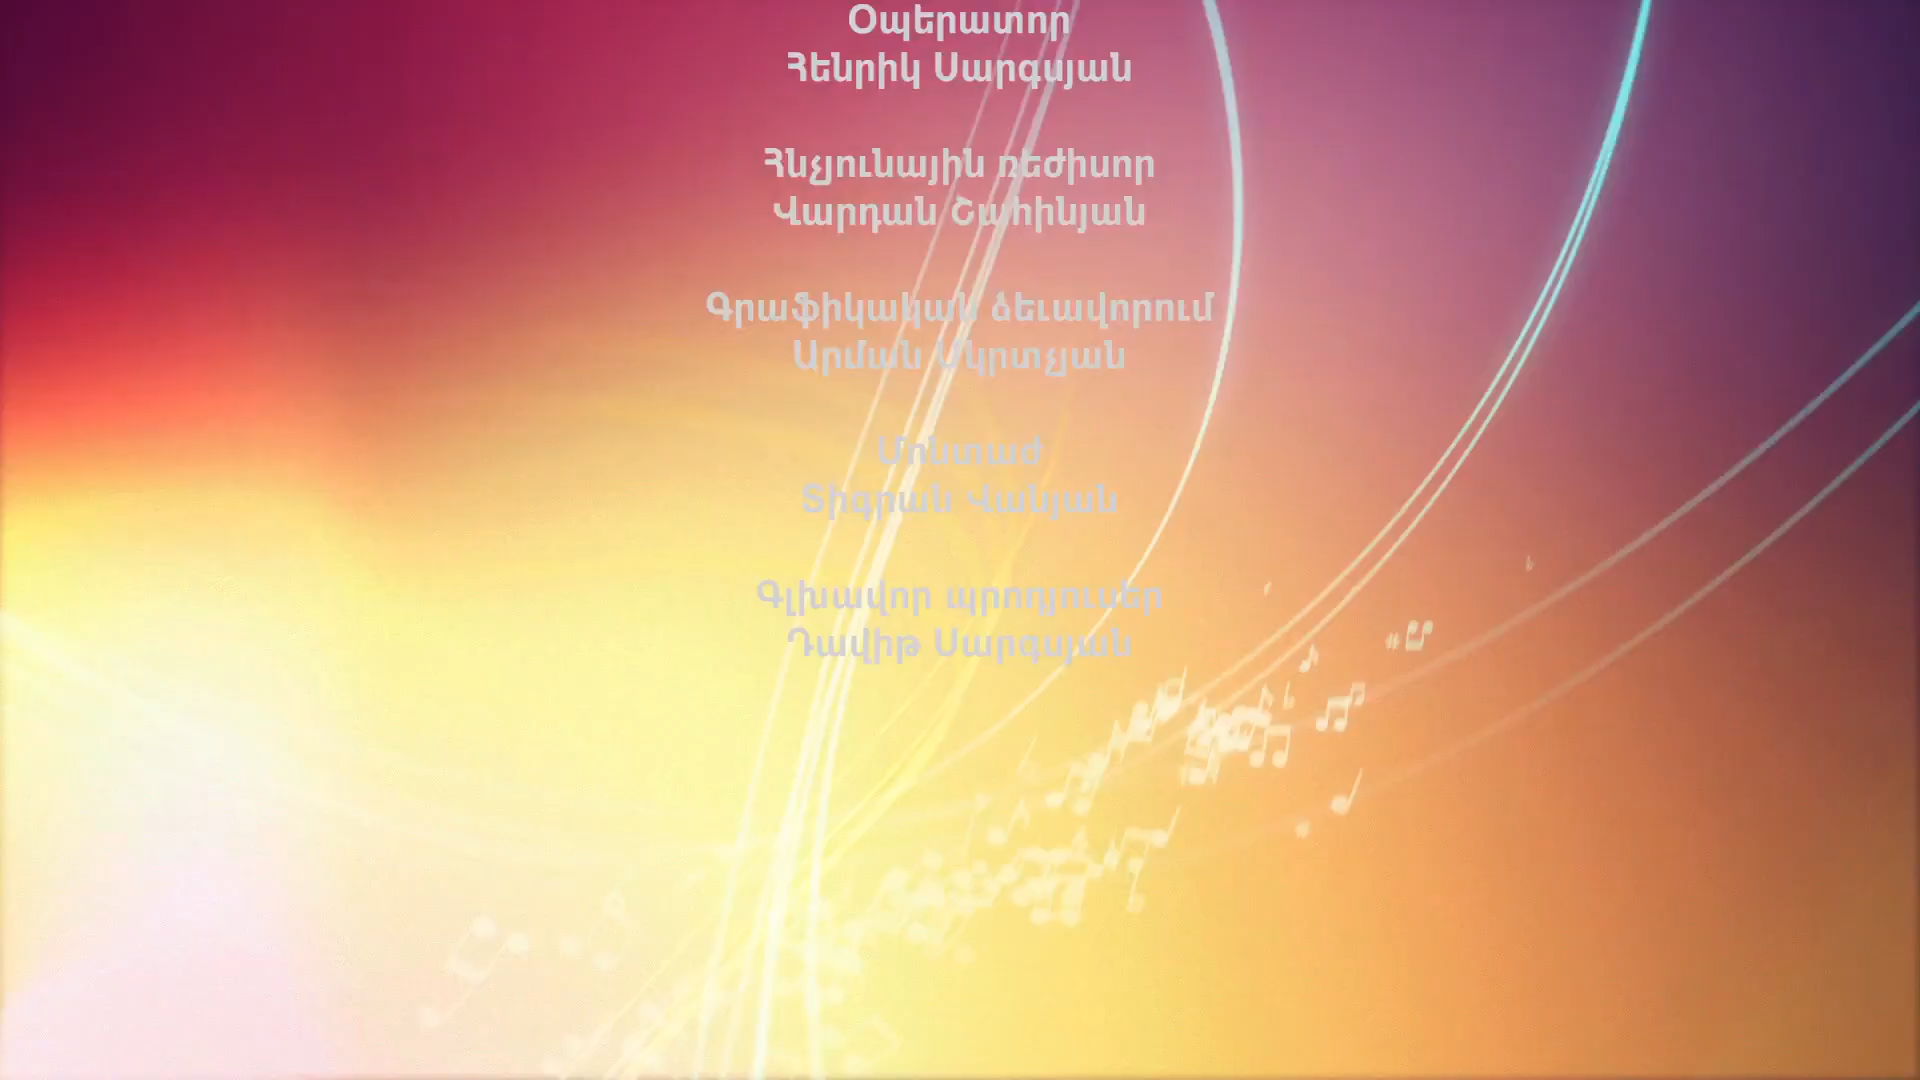 Օպերատոր
Հենրիկ Սարգսյան
Հնչյունային ռեժիսոր
Վարդան Շահինյան
Գրաֆիկական ձեւավորում
Արման Մկրտչյան
Մոնտաժ
Տիգրան Վանյան
Գլխավոր պրոդյուսեր
Դավիթ Սարգսյան